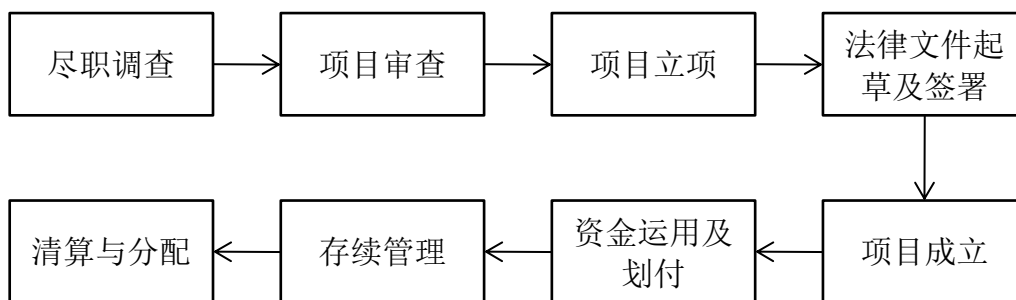 尽职调查
项目审查
项目立项
法律文件起
草及签署
项目成立
资金运用及
划付
存续管理
清算与分配